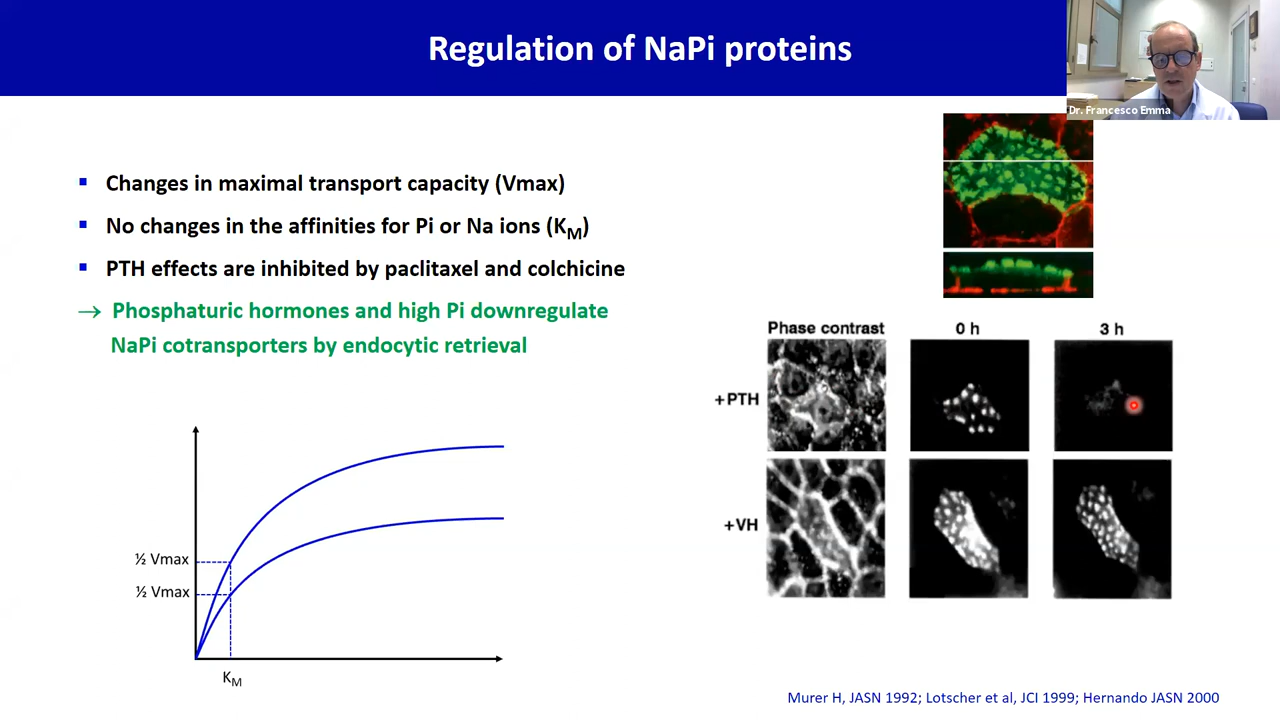 Regulation of NaPi proteins
Dr. Francesco Emma
▪ Changes in maximal transport capacity (Vmax)
▪ No changes in the affinities for Pi or Na ions (KM)
▪ PTH effects are inhibited by paclitaxel and colchicine
→ Phosphaturic hormones and high Pi downregulate
NaPi cotransporters by endocytic retrieval
Phase contrast 0 h 3 h
+PTH
+VH
½ Vmax
½ Vmax
KM
Murer H, JASN 1992; Lotscher et al, JCI 1999; Hernando JASN 2000